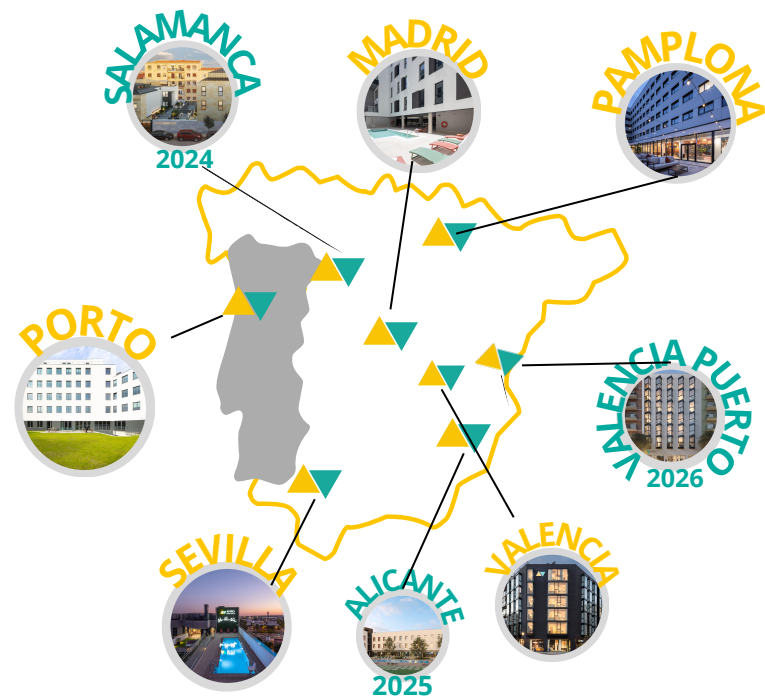 SALAMANCA
2024
MADRID
PAMPLONA
PORTO
VALENCIA PUERTO
2026
SEVILLA
ALICANTE
2025
VALENCIA